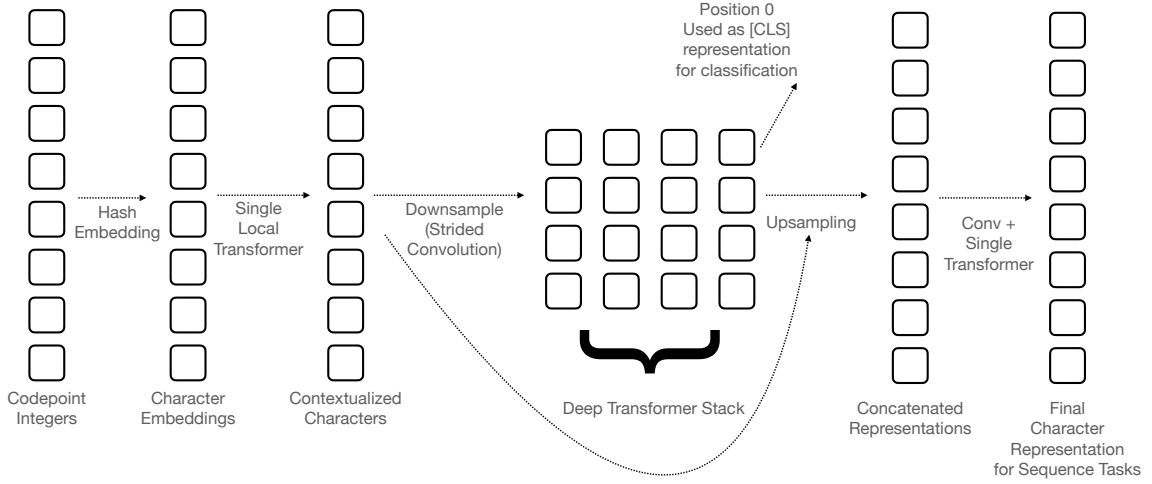 Position 0
Used as [CLS]
representation
for classification
Hash
Embedding
Single
Local
Transformer
Downsample
(Strided
Convolution)
Upsampling
Conv +
Single
Transformer
Codepoint
Integers
Character
Embeddings
Contextualized
Characters
Deep Transformer Stack
Concatenated
Representations
Final
Character
Representation
for Sequence Tasks